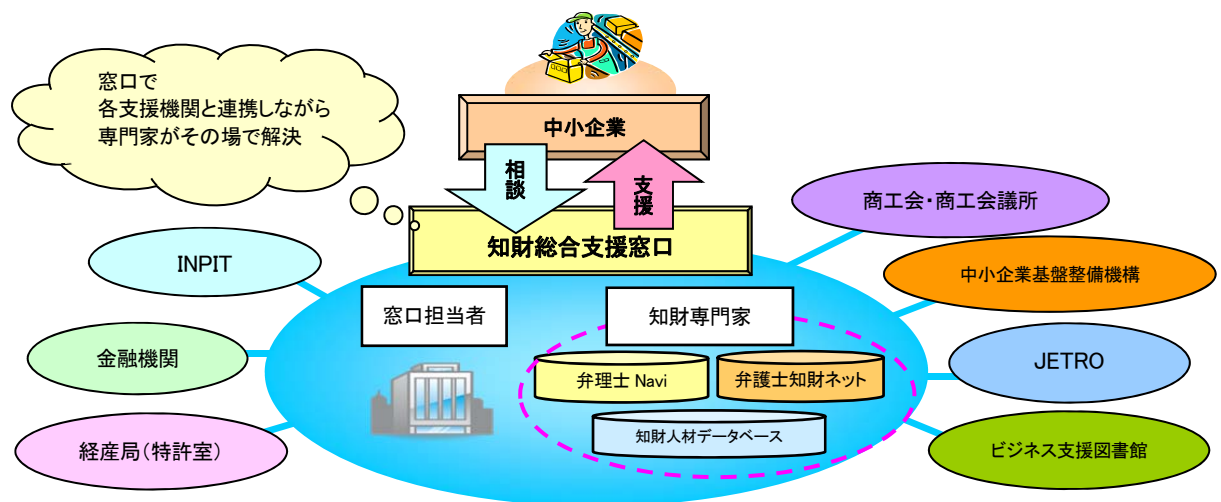 窓口で
各支援機関と連携しながら
専門家がその場で解決
中小企業
相談
支援
知財総合支援窓口
商工会・商工会議所
INPIT
中小企業基盤整備機構
窓口担当者
知財専門家
金融機関
JETRO
弁理士 Navi
弁護士知財ネット
知財人材データベース
経産局(特許室)
ビジネス支援図書館